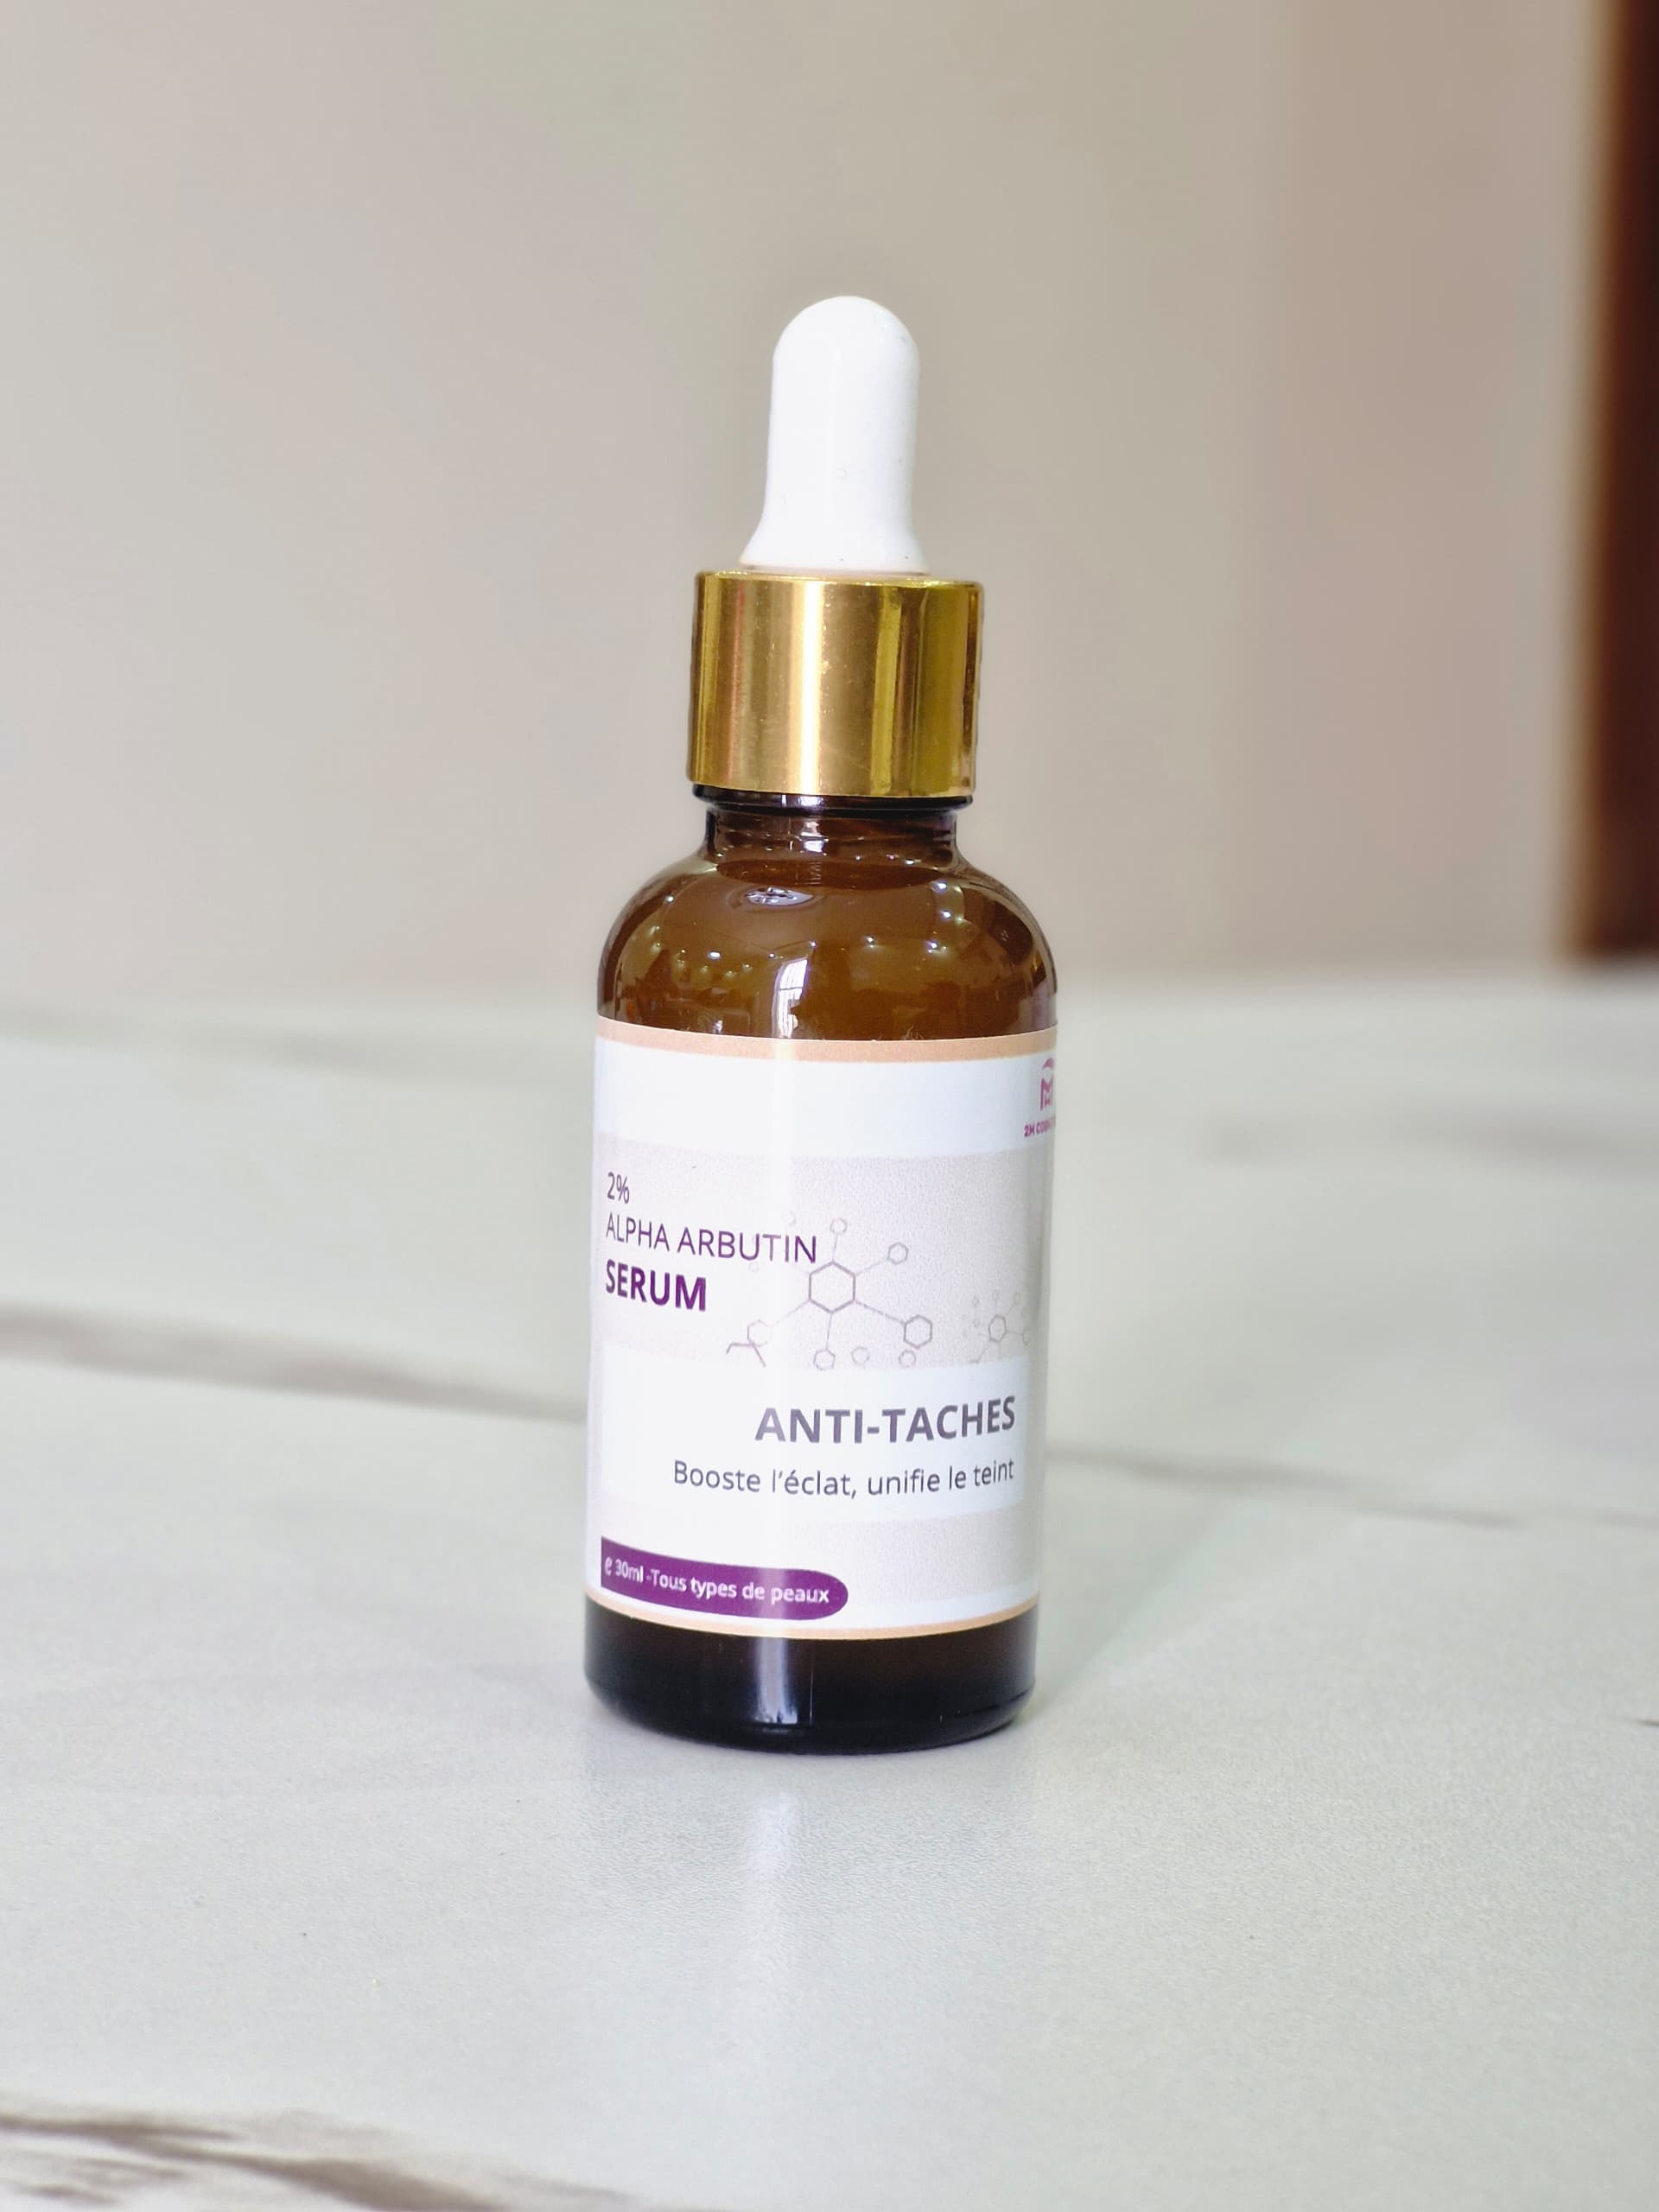 2%
ALPHA ARBUTIN
SERUM
ANTI-TACHES
Booste l'éclat, unifie le teint
℮ 30ml -Tous types de peaux